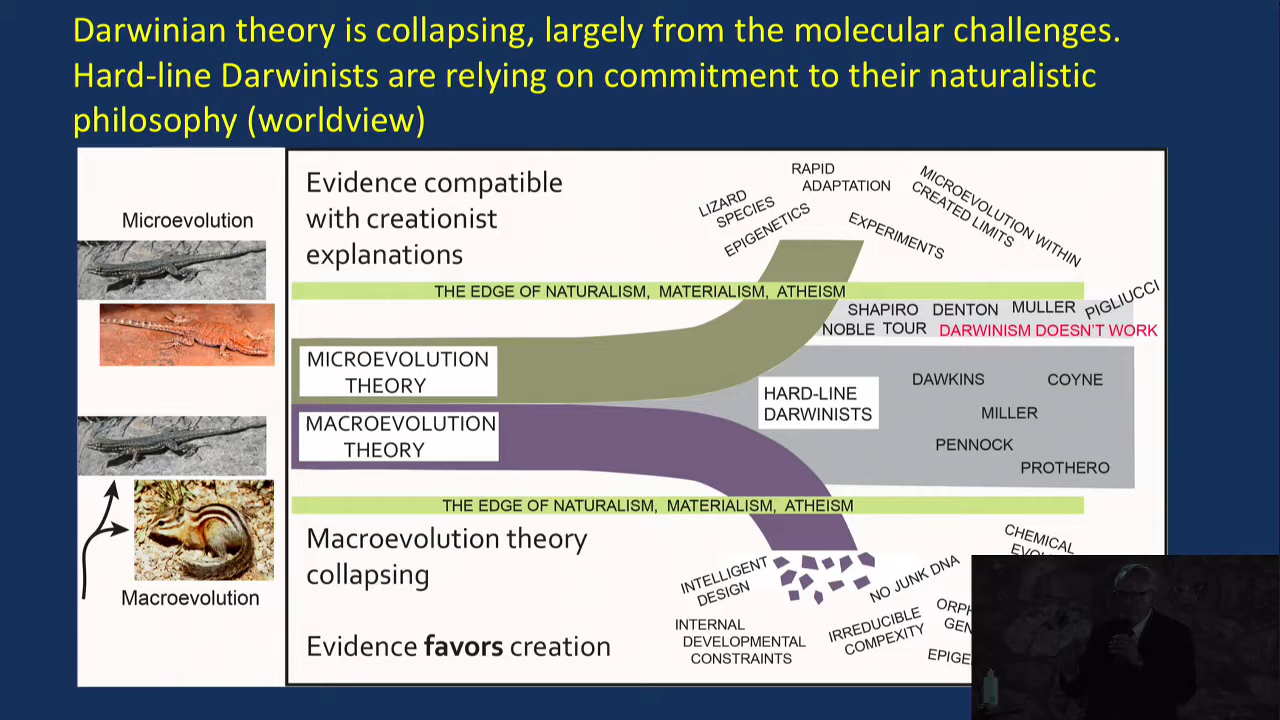 Darwinian theory is collapsing, largely from the molecular challenges.
Hard-line Darwinists are relying on commitment to their naturalistic
philosophy (worldview)
Microevolution
Macroevolution
Evidence compatible
with creationist
explanations
LIZARD
SPECIES
EPIGENETICS
RAPID
ADAPTATION
EXPERIMENTS
MICROEVOLUTION WITHIN
CREATED LIMITS
THE EDGE OF NATURALISM, MATERIALISM, ATHEISM
SHAPIRO DENTON MULLER PIGLIUCCI
NOBLE TOUR DARWINISM DOESN'T WORK
MICROEVOLUTION
THEORY
MACROEVOLUTION
THEORY
HARD-LINE
DARWINISTS
DAWKINS COYNE
MILLER
PENNOCK
PROTHERO
THE EDGE OF NATURALISM, MATERIALISM, ATHEISM
Macroevolution theory
collapsing
Evidence favors creation
INTELLIGENT
DESIGN
INTERNAL
DEVELOPMENTAL
CONSTRAINTS
NO JUNK DNA
IRREDUCIBLE
COMPEXITY
CHEMICAL